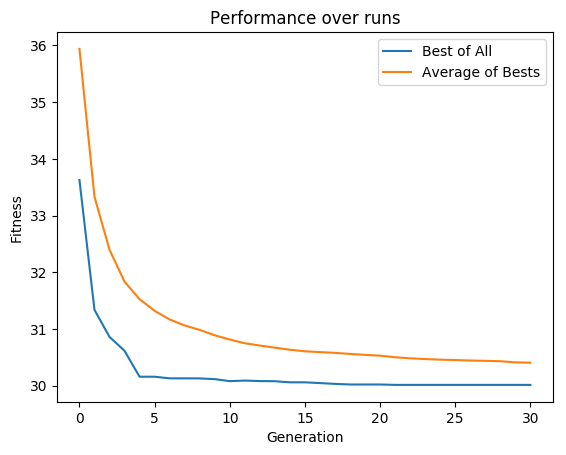 Performance over runs
Best of All
Average of Bests
36
35
34
33
32
31
30
Fitness
0 5 10 15 20 25 30
Generation